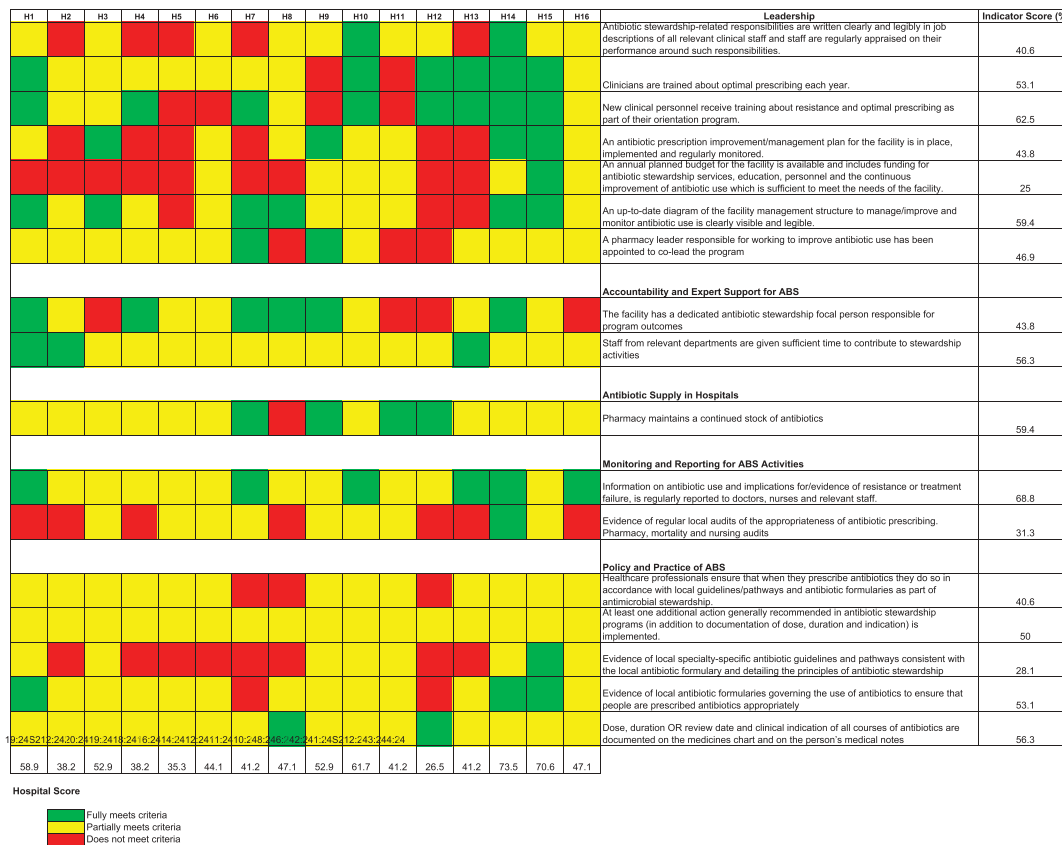 H1 H2 H3 H4 H5 H6 H7 H8 H9 H10 H11 H12 H13 H14 H15 H16 Leadership Indicator Score (%
Antibiotic stewardship-related responsibilities are written clearly and legibly in job
descriptions of all relevant clinical staff and staff are regularly appraised on their
performance around such responsibilities. 40.6
Clinicians are trained about optimal prescribing each year. 53.1
New clinical personnel receive training about resistance and optimal prescribing as
part of their orientation program. 62.5
An antibiotic prescription improvement/management plan for the facility is in place,
implemented and regularly monitored. 43.8
An annual planned budget for the facility is available and includes funding for
antibiotic stewardship services, education, personnel and the continuous
improvement of antibiotic use which is sufficient to meet the needs of the facility. 25
An up-to-date diagram of the facility management structure to manage/improve and
monitor antibiotic use is clearly visible and legible. 59.4
A pharmacy leader responsible for working to improve antibiotic use has been
appointed to co-lead the program 46.9
Accountability and Expert Support for ABS
The facility has a dedicated antibiotic stewardship focal person responsible for
program outcomes 43.8
Staff from relevant departments are given sufficient time to contribute to stewardship
activities 56.3
Antibiotic Supply in Hospitals
Pharmacy maintains a continued stock of antibiotics 59.4
Monitoring and Reporting for ABS Activities
Information on antibiotic use and implications for/evidence of resistance or treatment
failure, is regularly reported to doctors, nurses and relevant staff. 68.8
Evidence of regular local audits of the appropriateness of antibiotic prescribing.
Pharmacy, mortality and nursing audits 31.3
Policy and Practice of ABS
Healthcare professionals ensure that when they prescribe antibiotics they do so in
accordance with local guidelines/pathways and antibiotic formularies as part of
antimicrobial stewardship. 40.6
At least one additional action generally recommended in antibiotic stewardship
programs (in addition to documentation of dose, duration and indication) is
implemented. 50
Evidence of local specialty-specific antibiotic guidelines and pathways consistent with
the local antibiotic formulary and detailing the principles of antibiotic stewardship 28.1
Evidence of local antibiotic formularies governing the use of antibiotics to ensure that
people are prescribed antibiotics appropriately 53.1
Dose, duration OR review date and clinical indication of all courses of antibiotics are
documented on the medicines chart and on the person's medical notes 56.3
58.9 38.2 52.9 38.2 35.3 44.1 41.2 47.1 52.9 61.7 41.2 26.5 41.2 73.5 70.6 47.1
Hospital Score
Fully meets criteria
Partially meets criteria
Does not meet criteria